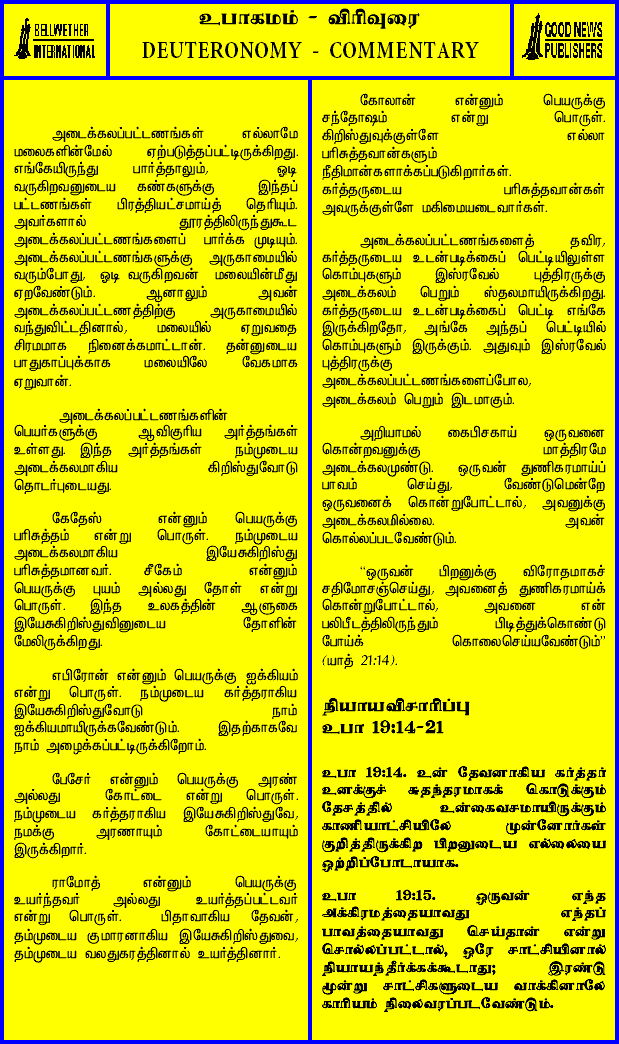 BELLWETHER
INTERNATIONAL
உபாகமம் - விரிவுரை
DEUTERONOMY - COMMENTARY
GOOD NEWS
PUBLISHERS
அடைக்கலப்பட்டணங்கள் எல்லாமே
மலைகளின்மேல் ஏற்படுத்தப்பட்டிருக்கிறது.
எங்கேயிருந்து பார்த்தாலும், ஓடி
வருகிறவனுடைய கண்களுக்கு இந்தப்
பட்டணங்கள் பிரத்தியட்சமாய்த் தெரியும்.
அவர்களால் தூரத்திலிருந்துகூட
அடைக்கலப்பட்டணங்களைப் பார்க்க முடியும்.
அடைக்கலப்பட்டணங்களுக்கு அருகாமையில்
வரும்போது, ஓடி வருகிறவன் மலையின்மீது
ஏறவேண்டும். ஆனாலும் அவன்
அடைக்கலப்பட்டணத்திற்கு அருகாமையில்
வந்துவிட்டதினால், மலையில் ஏறுவதை
சிரமமாக நினைக்கமாட்டான். தன்னுடைய
பாதுகாப்புக்காக மலையிலே வேகமாக
ஏறுவான்.
அடைக்கலப்பட்டணங்களின்
பெயர்களுக்கு ஆவிகுரிய அர்த்தங்கள்
உள்ளது. இந்த அர்த்தங்கள் நம்முடைய
அடைக்கலமாகிய கிறிஸ்துவோடு
தொடர்புடையது.
கேதேஸ் என்னும் பெயருக்கு
பரிசுத்தம் என்று பொருள். நம்முடைய
அடைக்கலமாகிய இயேசுகிறிஸ்து
பரிசுத்தமானவர். சீகேம் என்னும்
பெயருக்கு புயம் அல்லது தோள் என்று
பொருள். இந்த உலகத்தின் ஆளுகை
இயேசுகிறிஸ்துவினுடைய தோளின்
மேலிருக்கிறது.
எபிரோன் என்னும் பெயருக்கு ஐக்கியம்
என்று பொருள். நம்முடைய கர்த்தராகிய
இயேசுகிறிஸ்துவோடு நாம்
ஐக்கியமாயிருக்கவேண்டும். இதற்காகவே
நாம் அழைக்கப்பட்டிருக்கிறோம்.
பேசேர் என்னும் பெயருக்கு அரண்
அல்லது கோட்டை என்று பொருள்.
நம்முடைய கர்த்தராகிய இயேசுகிறிஸ்துவே,
நமக்கு அரணாயும் கோட்டையாயும்
இருக்கிறார்.
ராமோத் என்னும் பெயருக்கு
உயர்ந்தவர் அல்லது உயர்த்தப்பட்டவர்
என்று பொருள். பிதாவாகிய தேவன்,
தம்முடைய குமாரனாகிய இயேசுகிறிஸ்துவை,
தம்முடைய வலதுகரத்தினால் உயர்த்தினார்.
கோலான் என்னும் பெயருக்கு
சந்தோஷம் என்று பொருள்.
கிறிஸ்துவுக்குள்ளே எல்லா
பரிசுத்தவான்களும்
நீதிமான்களாக்கப்படுகிறார்கள்.
கர்த்தருடைய பரிசுத்தவான்கள்
அவருக்குள்ளே மகிமையடைவார்கள்.
அடைக்கலப்பட்டணங்களைத் தவிர,
கர்த்தருடைய உடன்படிக்கைப் பெட்டியிலுள்ள
கொம்புகளும் இஸ்ரவேல் புத்திரருக்கு
அடைக்கலம் பெறும் ஸ்தலமாயிருக்கிறது.
கர்த்தருடைய உடன்படிக்கைப் பெட்டி எங்கே
இருக்கிறதோ, அங்கே அந்தப் பெட்டியில்
கொம்புகளும் இருக்கும். அதுவும் இஸ்ரவேல்
புத்திரருக்கு
அடைக்கலப்பட்டணங்களைப்போல,
அடைக்கலம் பெறும் இடமாகும்.
அறியாமல் கைபிசகாய் ஒருவனை
கொன்றவனுக்கு மாத்திரமே
அடைக்கலமுண்டு. ஒருவன் துணிகரமாய்ப்
பாவம் செய்து, வேண்டுமென்றே
ஒருவனைக் கொன்றுபோட்டால், அவனுக்கு
அடைக்கலமில்லை. அவன்
கொல்லப்படவேண்டும்.
“ஒருவன் பிறனுக்கு விரோதமாகச்
சதிமோசஞ்செய்து, அவனைத் துணிகரமாய்க்
கொன்றுபோட்டால், அவனை என்
பலிபீடத்திலிருந்தும் பிடித்துக்கொண்டு
போய்க் கொலைசெய்யவேண்டும்”
(யாத் 21:14).
நியாயவிசாரிப்பு
உபா 19:14-21
உபா 19:14. உன் தேவனாகிய கர்த்தர்
உனக்குச் சுதந்தரமாகக் கொடுக்கும்
தேசத்தில் உன்கைவசமாயிருக்கும்
காணியாட்சியிலே முன்னோர்கள்
குறித்திருக்கிற பிறனுடைய எல்லையை
ஒற்றிப்போடாயாக.
உபா 19:15. ஒருவன் எந்த
அக்கிரமத்தையாவது எந்தப்
பாவத்தையாவது செய்தான் என்று
சொல்லப்பட்டால், ஒரே சாட்சியினால்
நியாயந்தீர்க்கக்கூடாது; இரண்டு
மூன்று சாட்சிகளுடைய வாக்கினாலே
காரியம் நிலைவரப்படவேண்டும்.